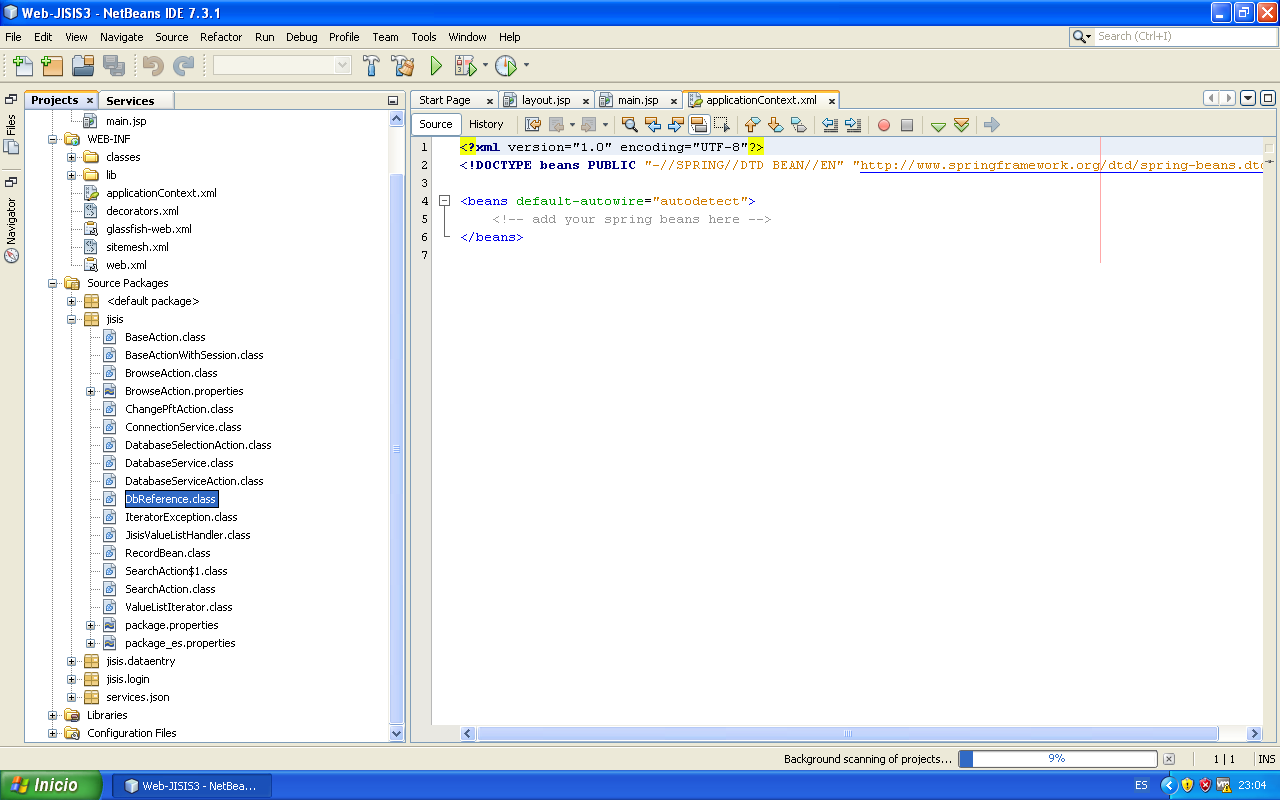 Web-JISIS3 - NetBeans IDE 7.3.1
File Edit View Navigate Source Refactor Run Debug Profile Team Tools Window Help
Search (Ctrl+I)
Files
Navigator
Projects
Services
main.jsp
WEB-INF
classes
lib
applicationContext.xml
decorators.xml
glassfish-web.xml
sitemesh.xml
web.xml
Source Packages
<default package>
jisis
BaseAction.class
BaseActionWithSession.class
BrowseAction.class
BrowseAction.properties
ChangePftAction.class
ConnectionService.class
DatabaseSelectionAction.class
DatabaseService.class
DatabaseServiceAction.class
DbReference.class
IteratorException.class
JisisValueListHandler.class
RecordBean.class
SearchAction$1.class
SearchAction.class
ValueListIterator.class
package.properties
package_es.properties
jisis.dataentry
jisis.login
services.json
Libraries
Configuration Files
Start Page
layout.jsp
main.jsp
applicationContext.xml
Source History
1 <?xml version="1.0" encoding="UTF-8"?>
2 <!DOCTYPE beans PUBLIC "-//SPRING//DTD BEAN//EN" "http://www.springframework.org/dtd/spring-beans.dtd
3
4 <beans default-autowire="autodetect">
5 <!-- add your spring beans here -->
6 </beans>
7
Background scanning of projects... 9% 1 | 1 INS
Inicio
Web-JISIS3 - NetBea...
ES
23:04